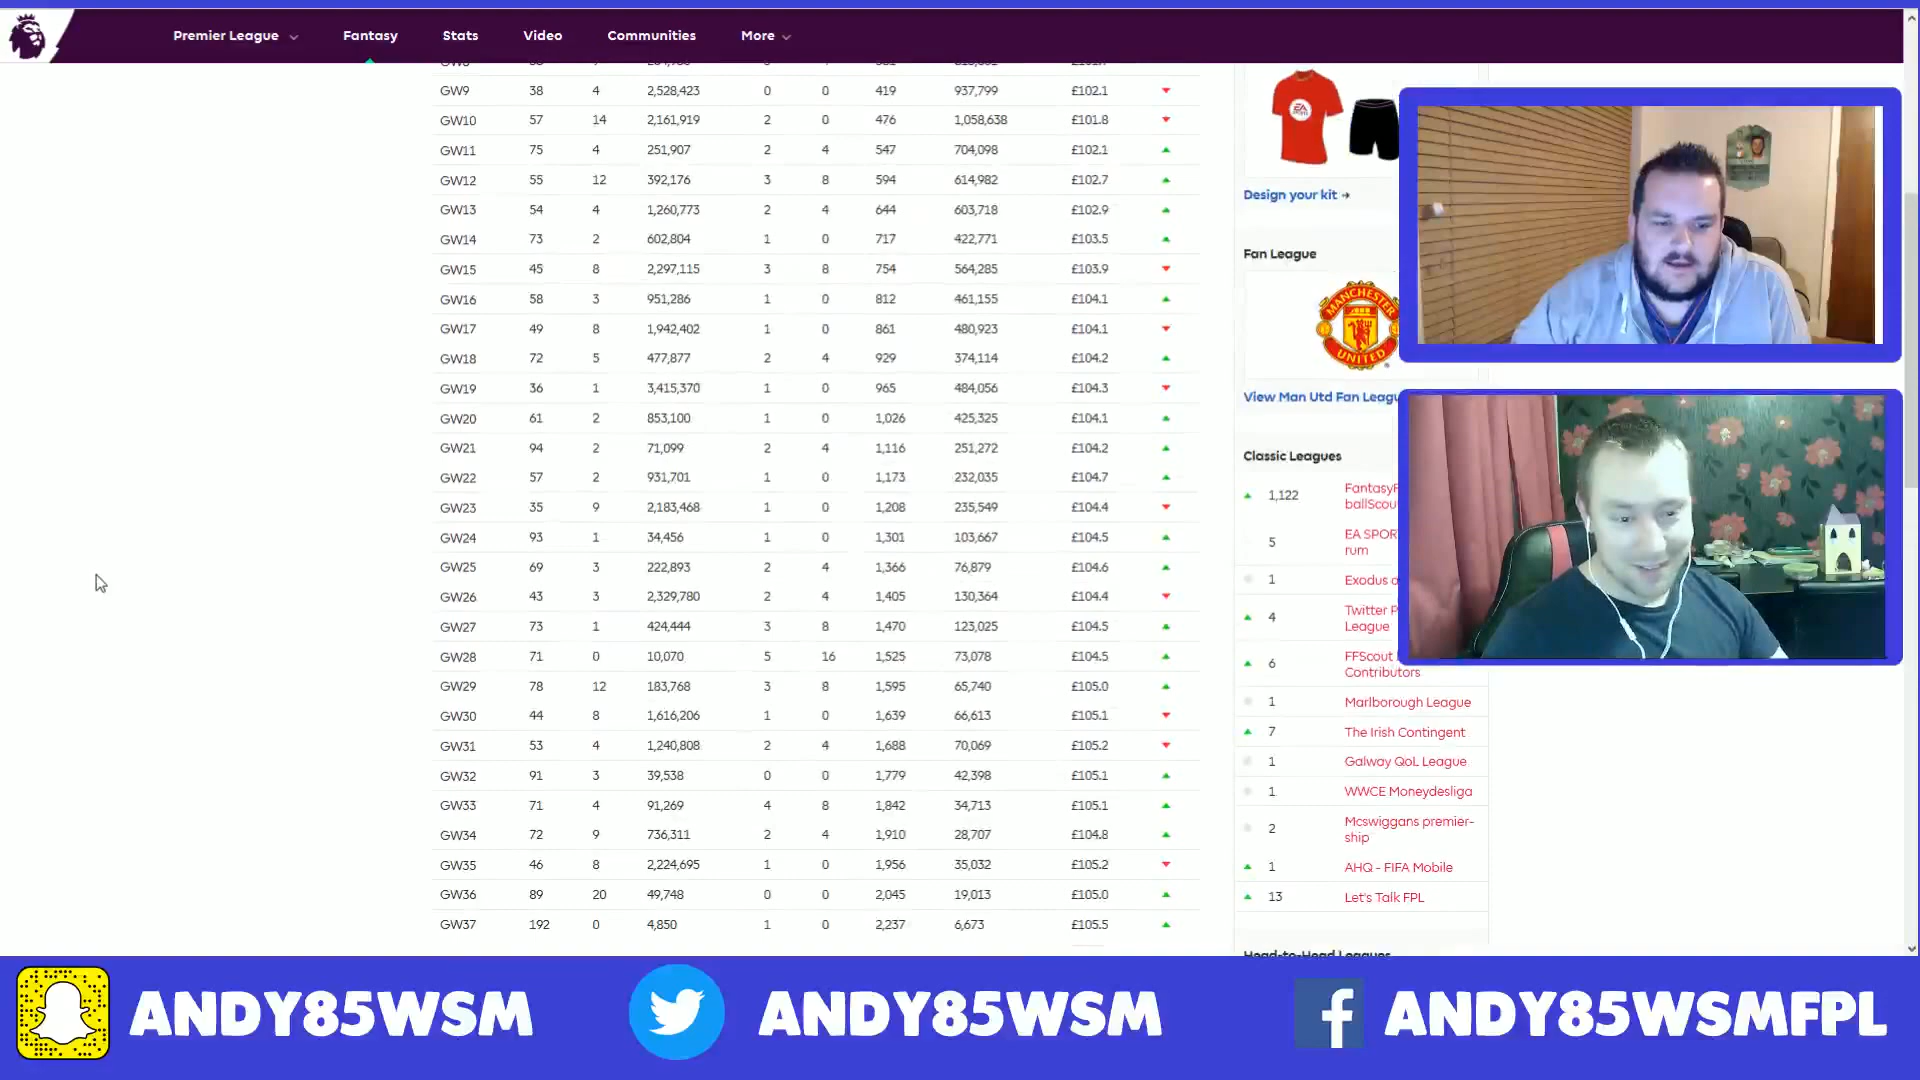 Premier League Fantasy Stats Video Communities More
GW9 38 4 2,528,423 0 0 419 937,799 £102.1
GW10 57 14 2,161,919 2 0 476 1,058,638 £101.8
GW11 75 4 251,907 2 4 547 704,098 £102.1
GW12 55 12 392,176 3 8 594 614,982 £102.7
GW13 54 4 1,260,773 2 4 644 603,718 £102.9
GW14 73 2 602,804 1 0 717 422,771 £103.5
GW15 45 8 2,297,115 3 8 754 564,285 £103.9
GW16 58 3 951,286 1 0 812 461,155 £104.1
GW17 49 8 1,942,402 1 0 861 480,923 £104.1
GW18 72 5 477,877 2 4 929 374,114 £104.2
GW19 36 1 3,415,370 1 0 965 484,056 £104.3
GW20 61 2 853,100 1 0 1,026 425,325 £104.1
GW21 94 2 71,099 2 4 1,116 251,272 £104.2
GW22 57 2 931,701 1 0 1,173 232,035 £104.7
GW23 35 9 2,183,468 1 0 1,208 235,549 £104.4
GW24 93 1 34,456 1 0 1,301 103,667 £104.5
GW25 69 3 222,893 2 4 1,366 76,879 £104.6
GW26 43 3 2,329,780 2 4 1,405 130,364 £104.4
GW27 73 1 424,444 3 8 1,470 123,025 £104.5
GW28 71 0 10,070 5 16 1,525 73,078 £104.5
GW29 78 12 183,768 3 8 1,595 65,740 £105.0
GW30 44 8 1,616,206 1 0 1,639 66,613 £105.1
GW31 53 4 1,240,808 2 4 1,688 70,069 £105.2
GW32 91 3 39,538 0 0 1,779 42,398 £105.1
GW33 71 4 91,269 4 8 1,842 34,713 £105.1
GW34 72 9 736,311 2 4 1,910 28,707 £104.8
GW35 46 8 2,224,695 1 0 1,956 35,032 £105.2
GW36 89 20 49,748 0 0 2,045 19,013 £105.0
GW37 192 0 4,850 1 0 2,237 6,673 £105.5
EA
Design your kit →
Fan League
MANCHESTER
UNITED
View Man Utd Fan Leagu
Classic Leagues
1,122 FantasyF
ballScou
5 EA SPOR
rum
1 Exodus
4 Twitter P
League
6 FFScout
Contributors
1 Marlborough League
7 The Irish Contingent
1 Galway QoL League
1 WWCE Moneydesliga
2 Mcswiggans premier-
ship
1 AHQ - FIFA Mobile
13 Let's Talk FPL
Head-to-Head Leagues
ANDY85WSM ANDY85WSM ANDY85WSMFPL